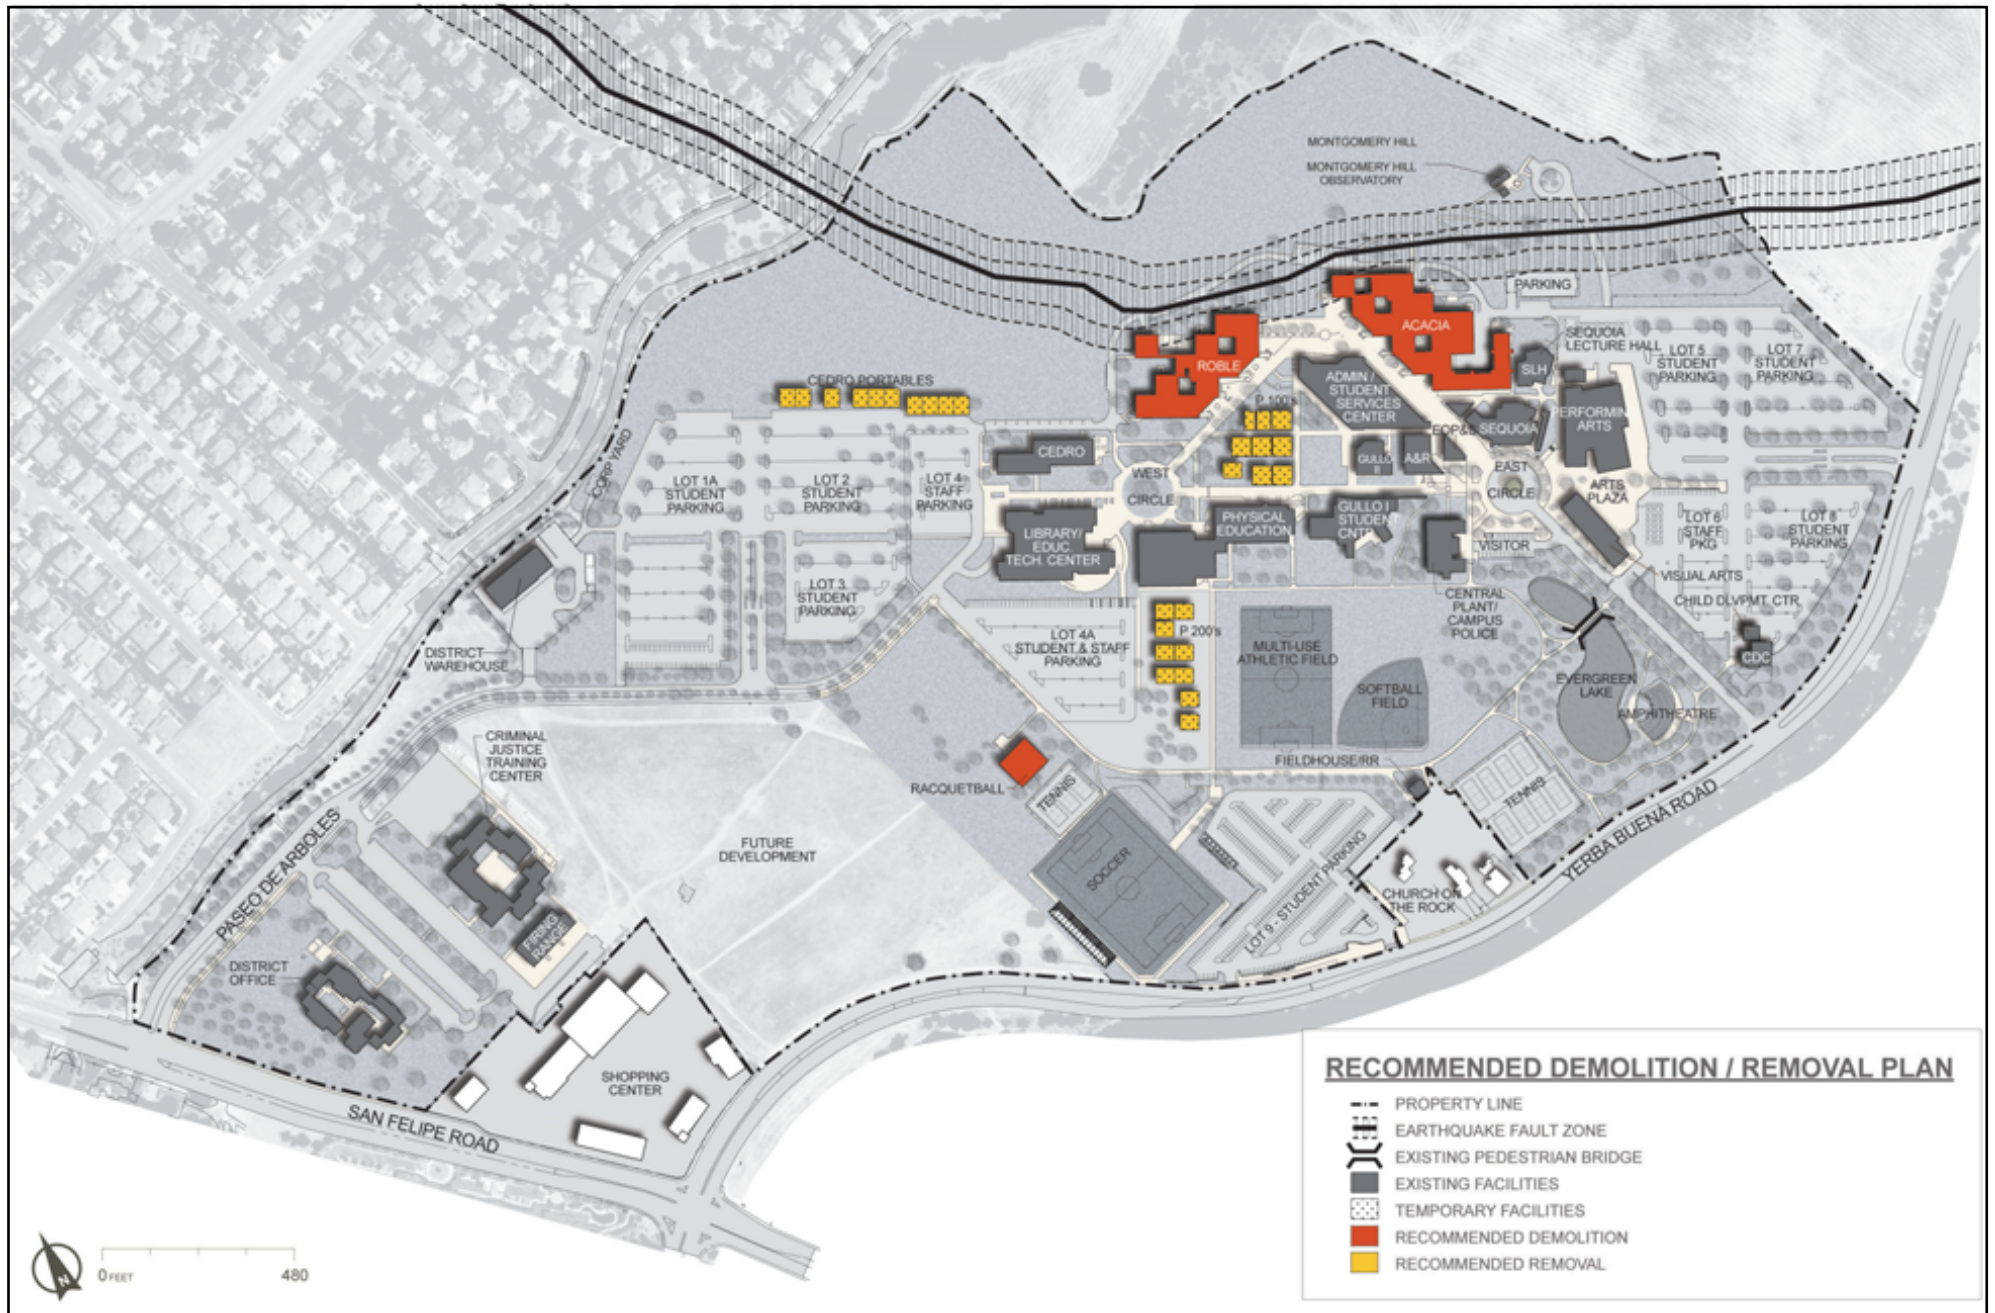 MONTGOMERY HILL
MONTGOMERY HILL
OBSERVATORY
PARKING
ACACIA
SEQUOIA
LECTURE HALL
ROBLE
SLH
LOT 5
STUDENT
PARKING
LOT 7
STUDENT
PARKING
CEDRO PORTABLES
ADMIN /
STUDENT
SERVICES
CENTER
P 100's
PERFORMIN
ARTS
EOP&S
SEQUOIA
CORP YARD
CEDRO
GULLO
II
A&R
WEST
CIRCLE
EAST
CIRCLE
ARTS
PLAZA
LOT 1A
STUDENT
PARKING
LOT 2
STUDENT
PARKING
LOT 4
STAFF
PARKING
LIBRARY/
EDUC
TECH. CENTER
PHYSICAL
EDUCATION
GULLO I
STUDENT
CNTR
VISITOR
LOT 6
STAFF
PKG
LOT 8
STUDENT
PARKING
VISUAL ARTS
CHILD DLVPMT. CTR
LOT 3
STUDENT
PARKING
CENTRAL
PLANT/
CAMPUS
POLICE
P 200's
LOT 4A
STUDENT & STAFF
PARKING
MULTI-USE
ATHLETIC FIELD
DISTRICT
WAREHOUSE
CDC
EVERGREEN
LAKE
SOFTBALL
FIELD
AMPHITHEATRE
CRIMINAL
JUSTICE
TRAINING
CENTER
FIELDHOUSE/RR
RACQUETBALL
TENNIS
TENNIS
FUTURE
DEVELOPMENT
PASEO DE ARBOLES
SOCCER
LOT 9 - STUDENT PARKING
CHURCH ON
THE ROCK
YERBA BUENA ROAD
FIRING
RANGE
DISTRICT
OFFICE
SHOPPING
CENTER
SAN FELIPE ROAD
RECOMMENDED DEMOLITION / REMOVAL PLAN
PROPERTY LINE
EARTHQUAKE FAULT ZONE
EXISTING PEDESTRIAN BRIDGE
EXISTING FACILITIES
TEMPORARY FACILITIES
RECOMMENDED DEMOLITION
RECOMMENDED REMOVAL
N
0 FEET
480